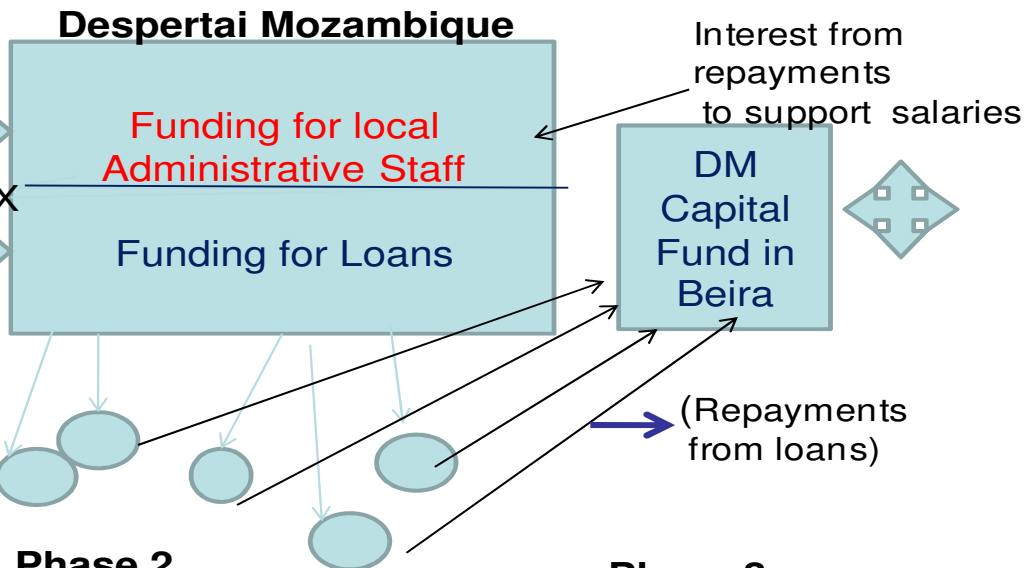 Despertai Mozambique
Interest from
repayments
to support salaries
Funding for local
Administrative Staff
X
Funding for Loans
DM
Capital
Fund in
Beira
(Repayments
from loans)
Phase 2